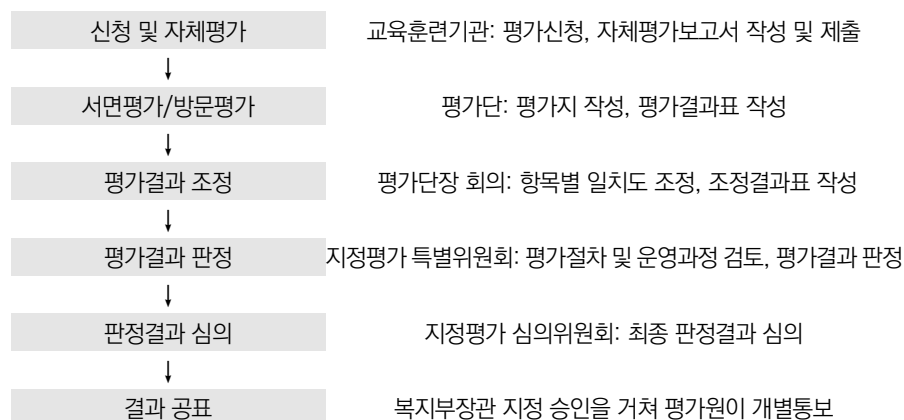 신청 및 자체평가 교육훈련기관: 평가신청, 자체평가보고서 작성 및 제출
↓
서면평가/방문평가 평가단: 평가지 작성, 평가결과표 작성
↓
평가결과 조정 평가단장 회의: 항목별 일치도 조정, 조정결과표 작성
↓
평가결과 판정 지정평가 특별위원회: 평가절차 및 운영과정 검토, 평가결과 판정
↓
판정결과 심의 지정평가 심의위원회: 최종 판정결과 심의
↓
결과 공표 복지부장관 지정 승인을 거쳐 평가원이 개별통보